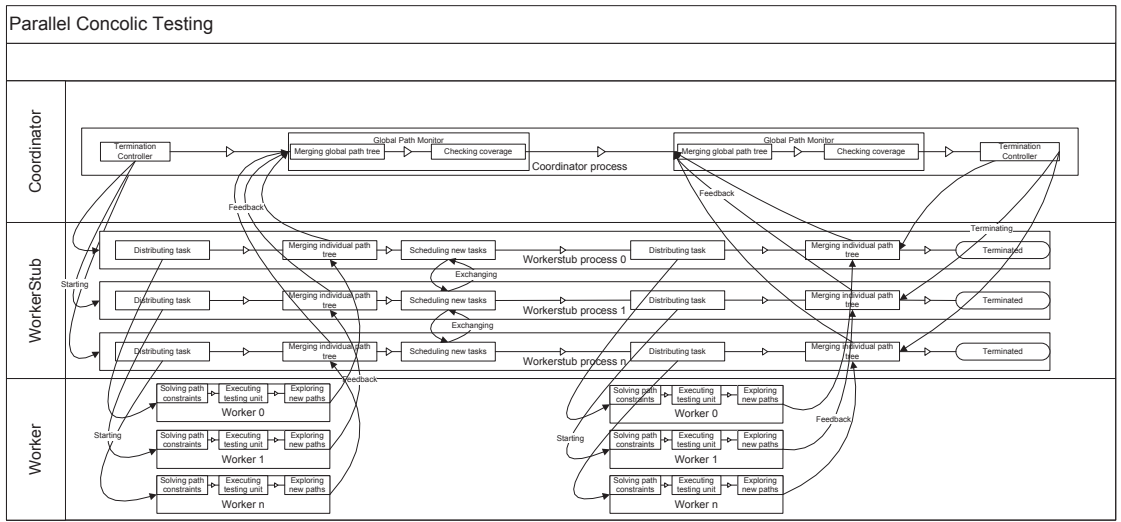 Parallel Concolic Testing
Coordinator
Termination
Controller
Global Path Monitor
Merging global path tree
Checking coverage
Coordinator process
Global Path Monitor
Merging global path tree
Checking coverage
Termination
Controller
Feedback
Feedback
Terminating
Starting
WorkerStub
Distributing task
Merging individual path
tree
Scheduling new tasks
Workerstub process 0
Distributing task
Merging individual path
tree
Terminated
Exchanging
Distributing task
Merging individual path
tree
Scheduling new tasks
Workerstub process 1
Distributing task
Merging individual path
tree
Terminated
Exchanging
Distributing task
Merging individual path
tree
Scheduling new tasks
Workerstub process n
Distributing task
Merging individual path
tree
Terminated
Worker
Feedback
Starting
Solving path
constraints
Executing
testing unit
Exploring
new paths
Worker 0
Solving path
constraints
Executing
testing unit
Exploring
new paths
Worker 1
Solving path
constraints
Executing
testing unit
Exploring
new paths
Worker n
Starting
Feedback
Solving path
constraints
Executing
testing unit
Exploring
new paths
Worker 0
Solving path
constraints
Executing
testing unit
Exploring
new paths
Worker 1
Solving path
constraints
Executing
testing unit
Exploring
new paths
Worker n